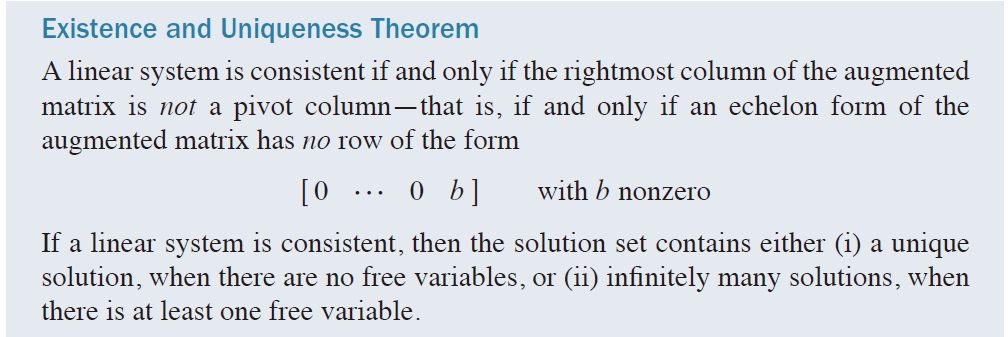 Existence and Uniqueness Theorem
A linear system is consistent if and only if the rightmost column of the augmented
matrix is not a pivot column—that is, if and only if an echelon form of the
augmented matrix has no row of the form
[0 ⋯ 0 b] with b nonzero
If a linear system is consistent, then the solution set contains either (i) a unique
solution, when there are no free variables, or (ii) infinitely many solutions, when
there is at least one free variable.